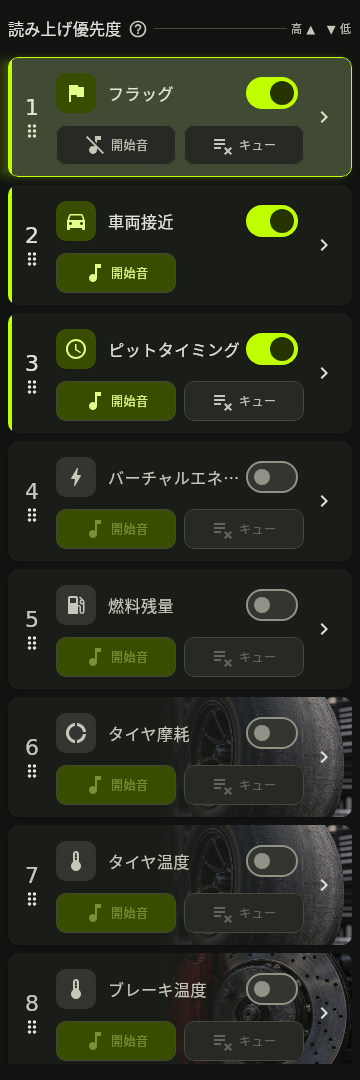 読み上げ優先度 高▲ ▼低
1 フラッグ
開始音 キュー
2 車両接近
開始音
3 ピットタイミング
開始音 キュー
4 バーチャルエネ…
開始音 キュー
5 燃料残量
開始音 キュー
6 タイヤ摩耗
開始音 キュー
7 タイヤ温度
開始音 キュー
8 ブレーキ温度
開始音 キュー